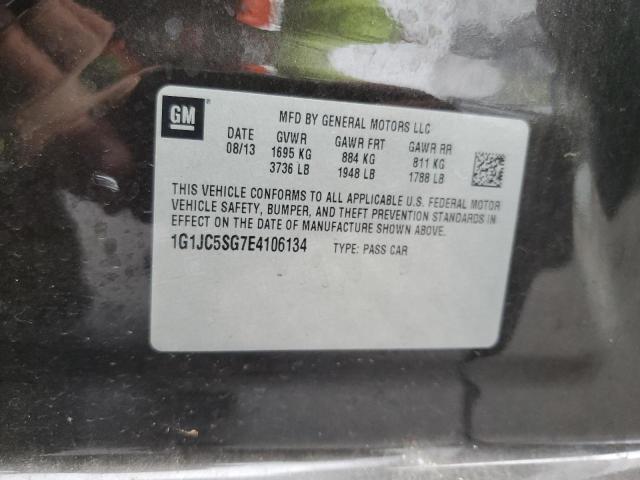 GM
MFD BY GENERAL MOTORS LLC
DATE GVWR GAWR FRT GAWR RR
08/13 1695 KG 884 KG 811 KG
3736 LB 1948 LB 1788 LB
THIS VEHICLE CONFORMS TO ALL APPLICABLE U.S. FEDERAL MOTOR
VEHICLE SAFETY, BUMPER, AND THEFT PREVENTION STANDARDS IN
EFFECT ON THE DATE OF MANUFACTURE SHOWN ABOVE.
1G1JC5SG7E4106134 TYPE: PASS CAR